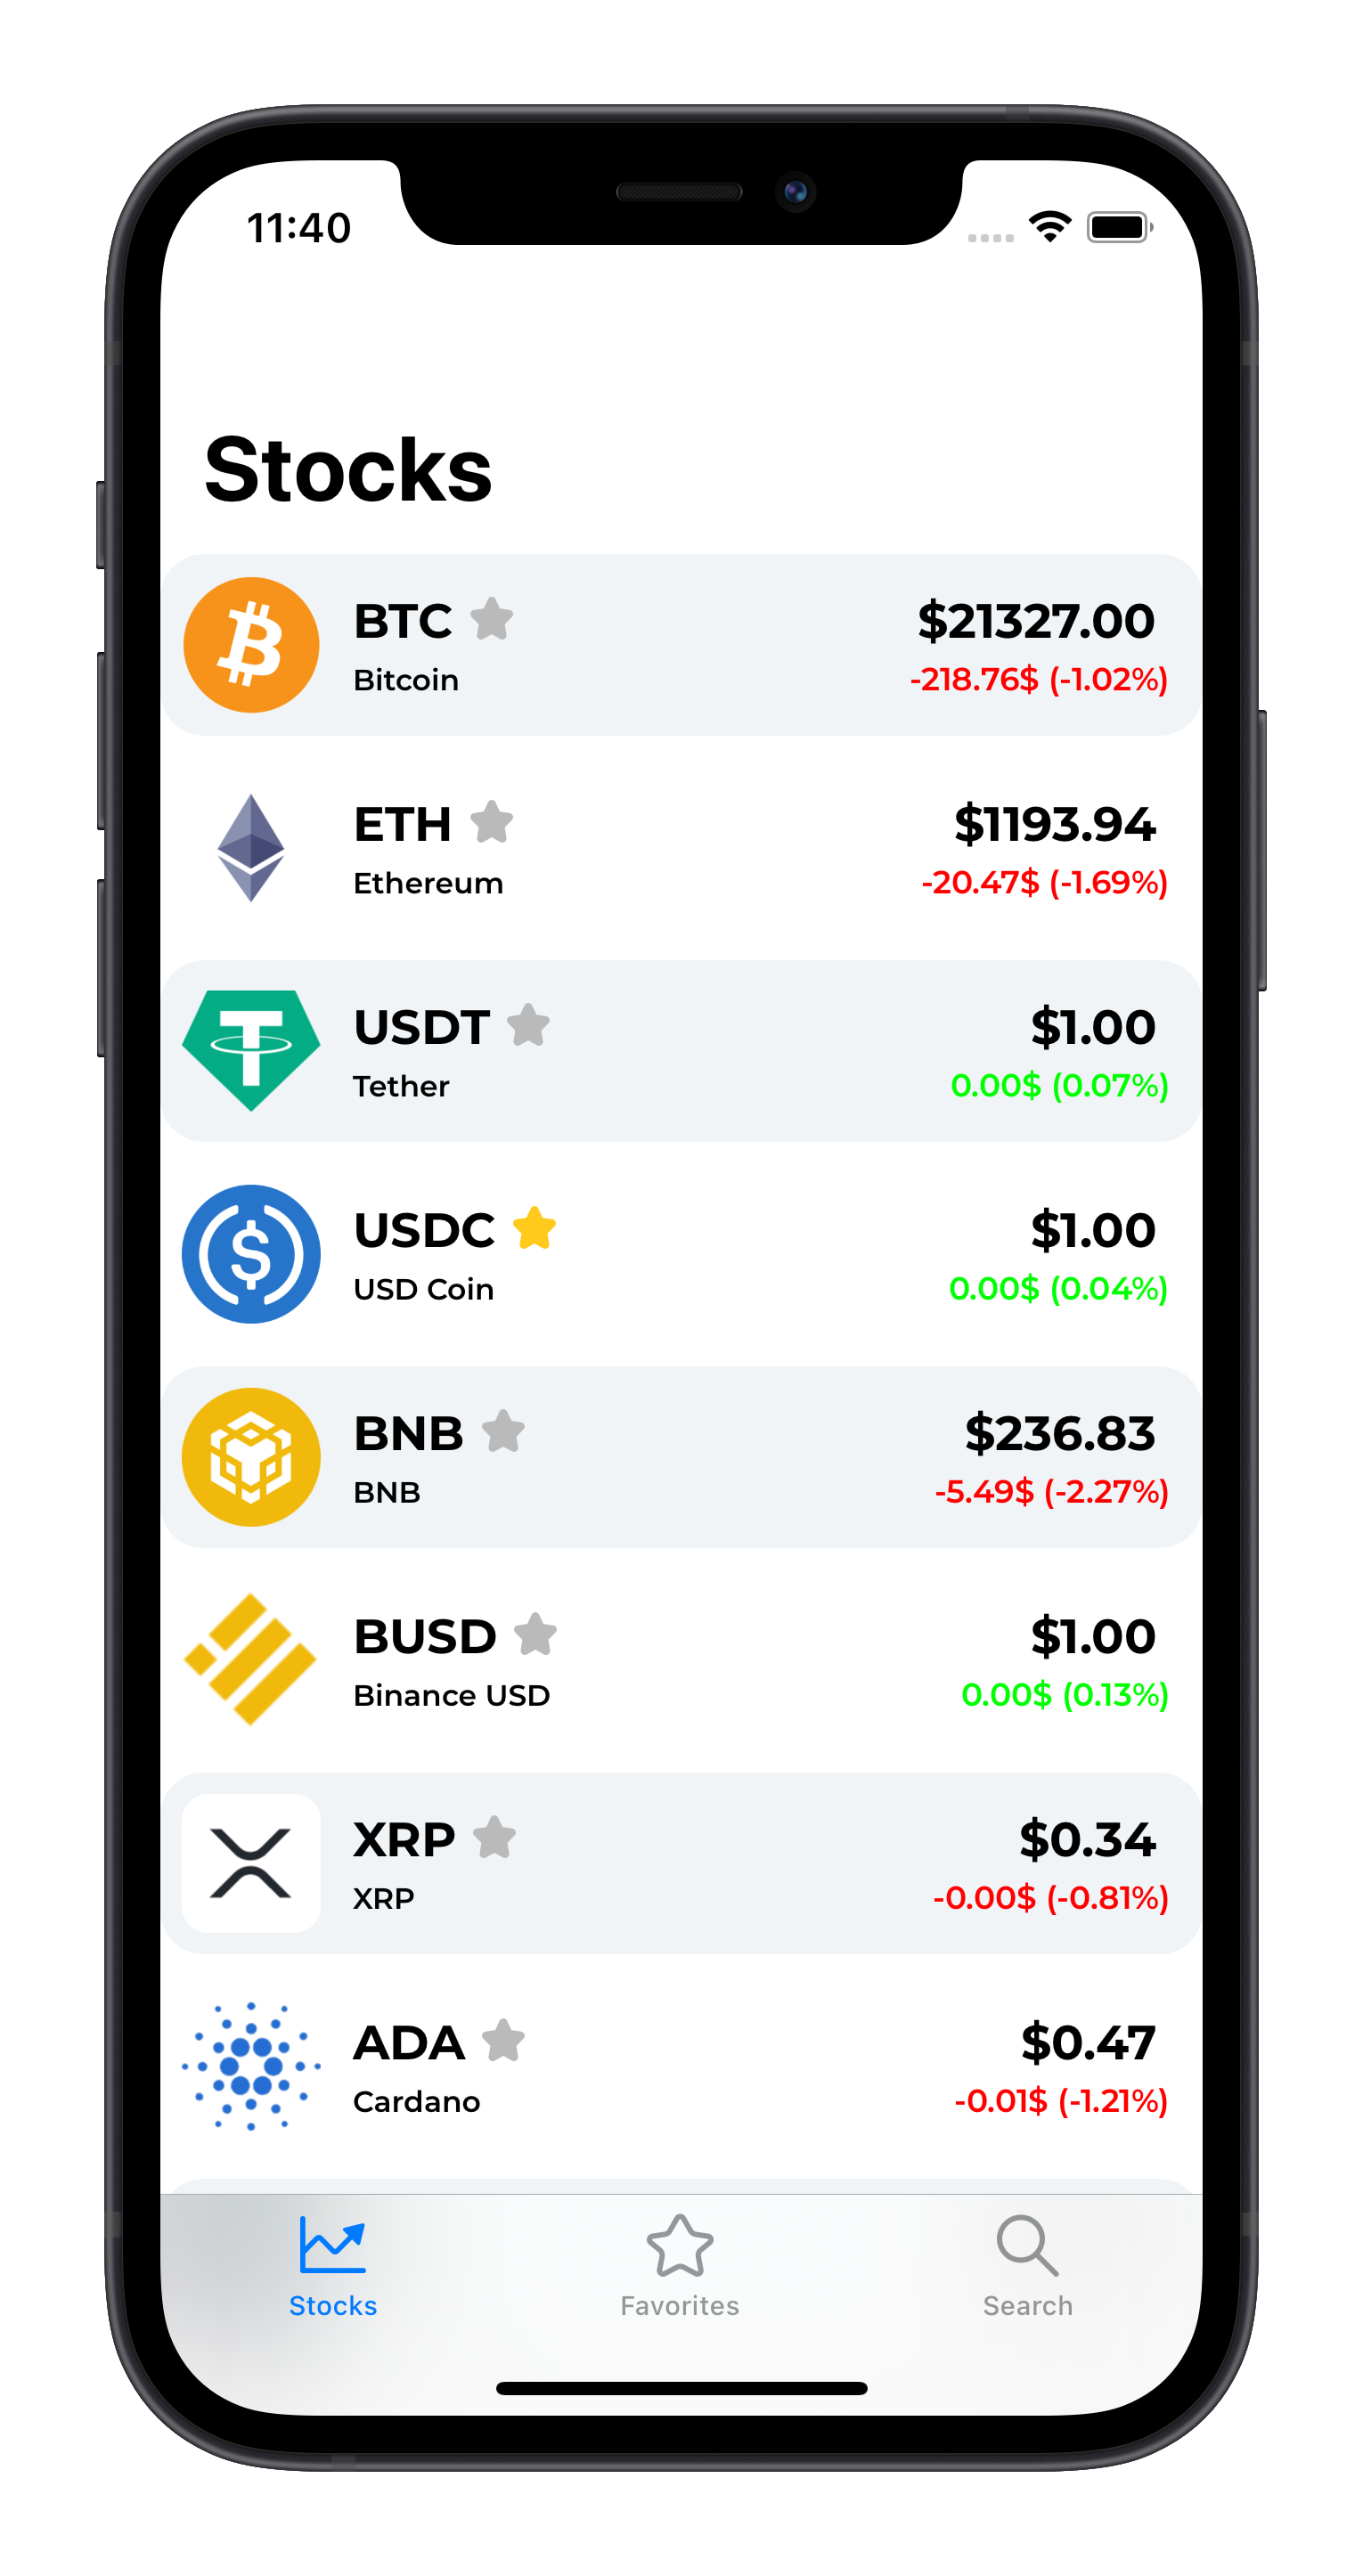 11:40
Stocks
BTC $21327.00
Bitcoin -218.76$ (-1.02%)
ETH $1193.94
Ethereum -20.47$ (-1.69%)
USDT $1.00
Tether 0.00$ (0.07%)
USDC $1.00
USD Coin 0.00$ (0.04%)
BNB $236.83
BNB -5.49$ (-2.27%)
BUSD $1.00
Binance USD 0.00$ (0.13%)
XRP $0.34
XRP -0.00$ (-0.81%)
ADA $0.47
Cardano -0.01$ (-1.21%)
Stocks Favorites Search